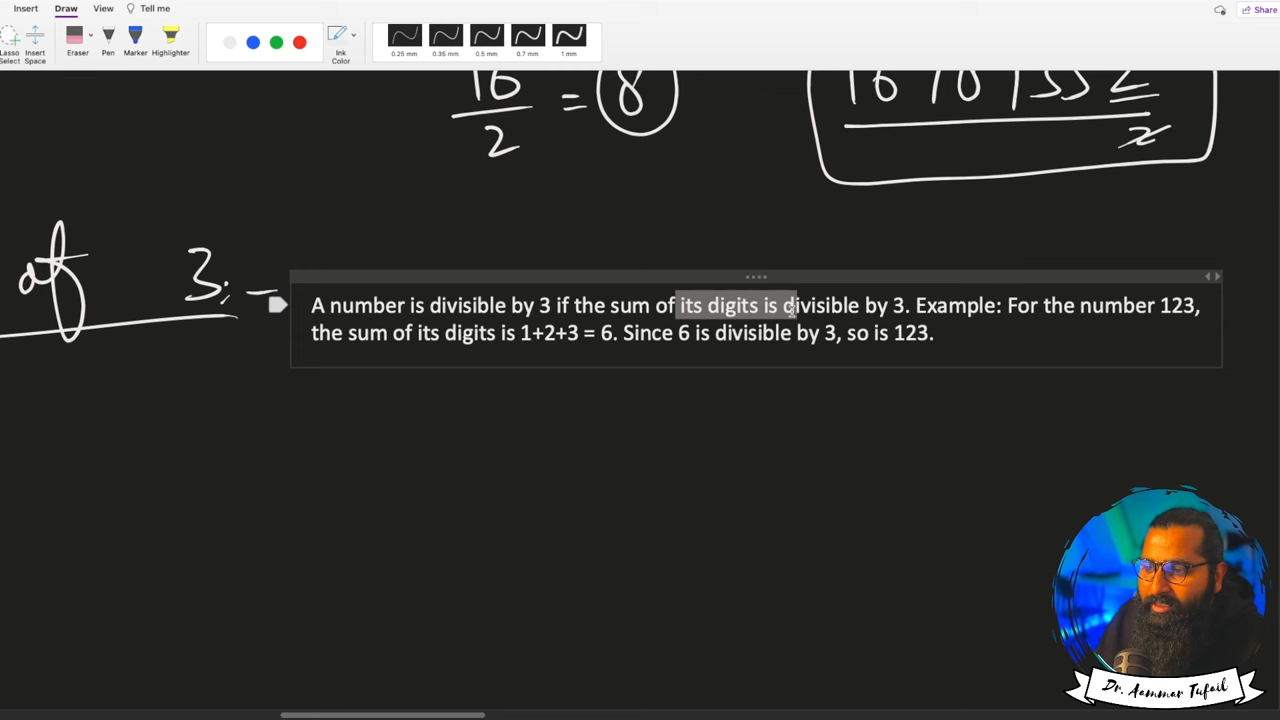 Insert Draw View Tell me Share
Lasso Select
Insert Space
Eraser
Pen
Marker
Highlighter
Ink Color
0.25 mm 0.35 mm 0.5 mm 0.7 mm 1 mm
16/2 = 8
2
of 3: –
A number is divisible by 3 if the sum of its digits is divisible by 3. Example: For the number 123,
the sum of its digits is 1+2+3 = 6. Since 6 is divisible by 3, so is 123.
Dr. Aammar Tufail